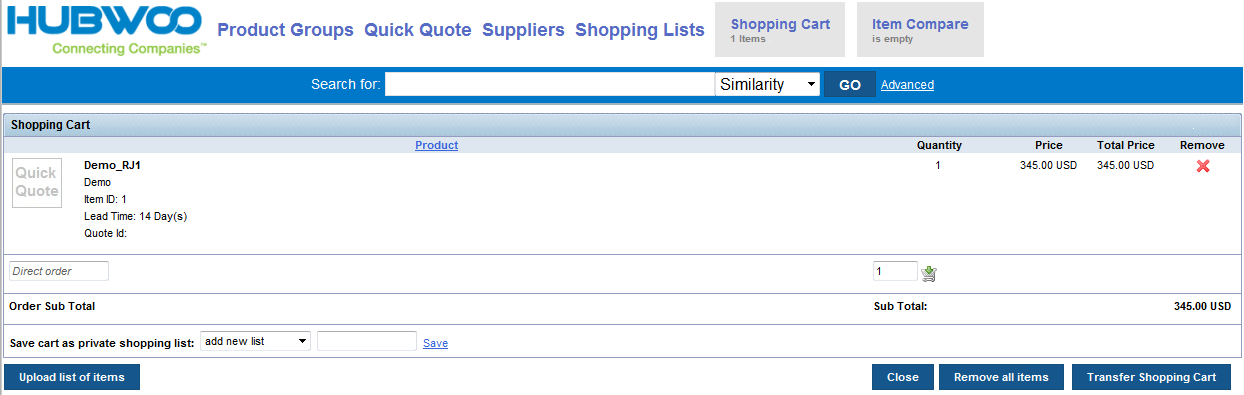 HUBWOO
Connecting Companies™
Product Groups Quick Quote Suppliers Shopping Lists
Shopping Cart
1 Items
Item Compare
is empty
Search for: Similarity GO Advanced
Shopping Cart
Product Quantity Price Total Price Remove
Quick
Quote
Demo_RJ1 1 345.00 USD 345.00 USD
Demo
Item ID: 1
Lead Time: 14 Day(s)
Quote Id:
Direct order 1
Order Sub Total Sub Total: 345.00 USD
Save cart as private shopping list: add new list Save
Upload list of items Close Remove all items Transfer Shopping Cart